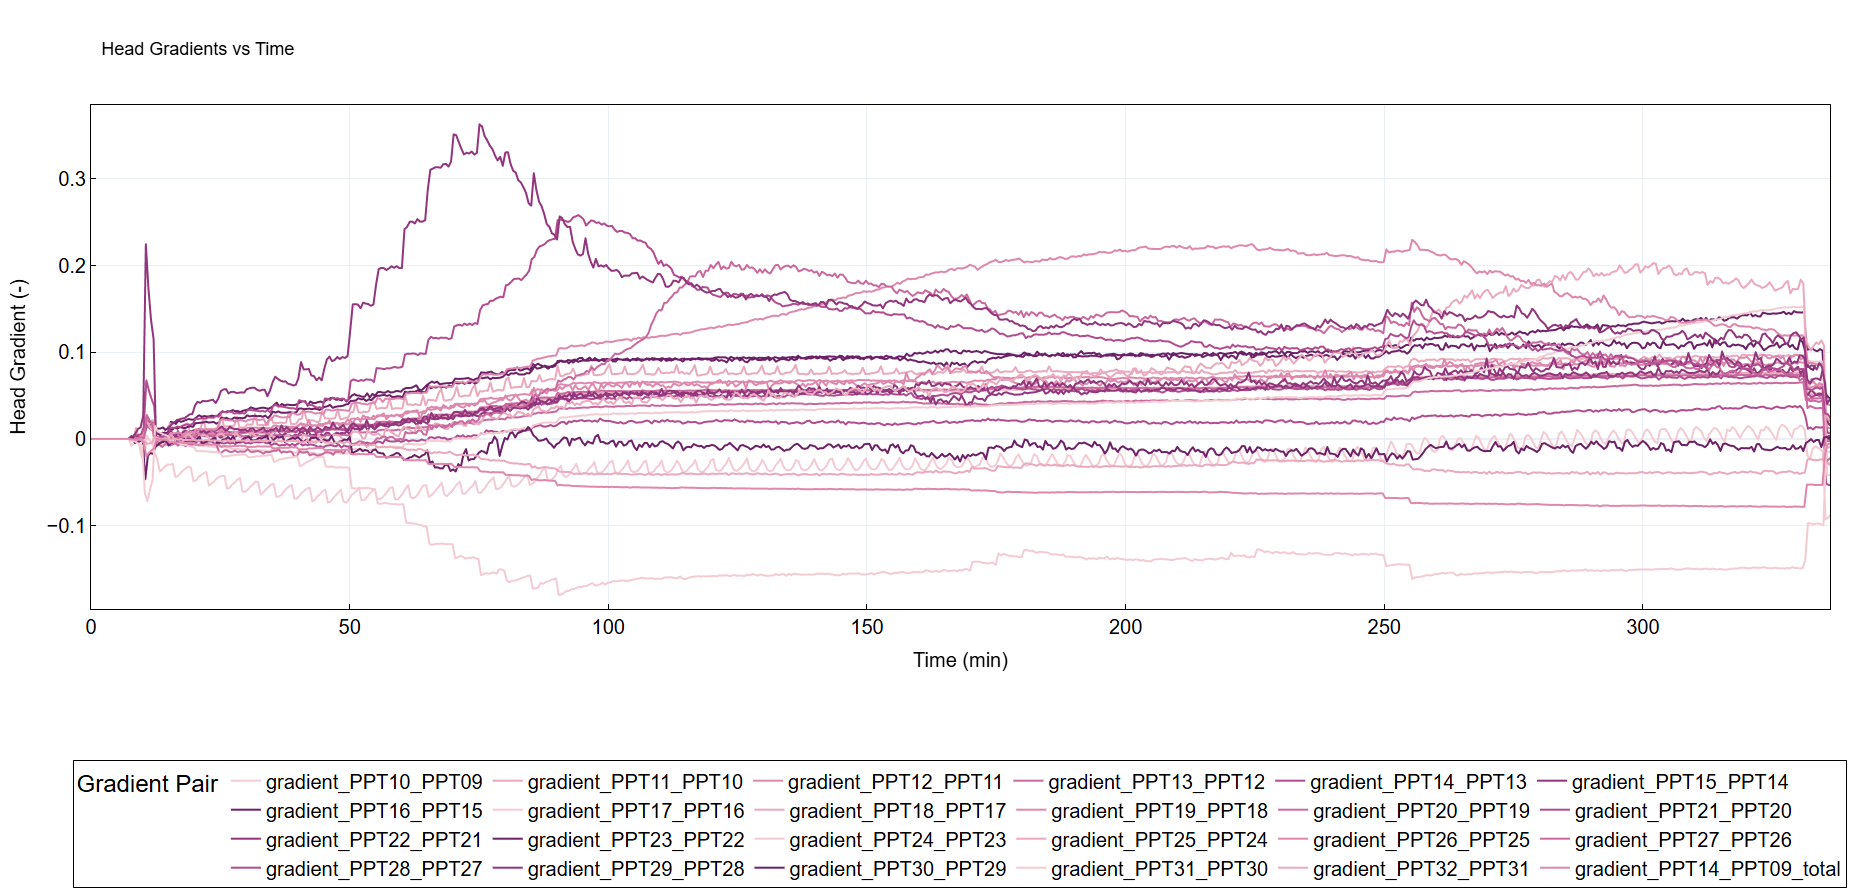 Head Gradients vs Time
Head Gradient (-)
0.3
0.2
0.1
0
−0.1
0 50 100 150 200 250 300
Time (min)
Gradient Pair
gradient_PPT10_PPT09 gradient_PPT11_PPT10 gradient_PPT12_PPT11 gradient_PPT13_PPT12 gradient_PPT14_PPT13 gradient_PPT15_PPT14
gradient_PPT16_PPT15 gradient_PPT17_PPT16 gradient_PPT18_PPT17 gradient_PPT19_PPT18 gradient_PPT20_PPT19 gradient_PPT21_PPT20
gradient_PPT22_PPT21 gradient_PPT23_PPT22 gradient_PPT24_PPT23 gradient_PPT25_PPT24 gradient_PPT26_PPT25 gradient_PPT27_PPT26
gradient_PPT28_PPT27 gradient_PPT29_PPT28 gradient_PPT30_PPT29 gradient_PPT31_PPT30 gradient_PPT32_PPT31 gradient_PPT14_PPT09_total